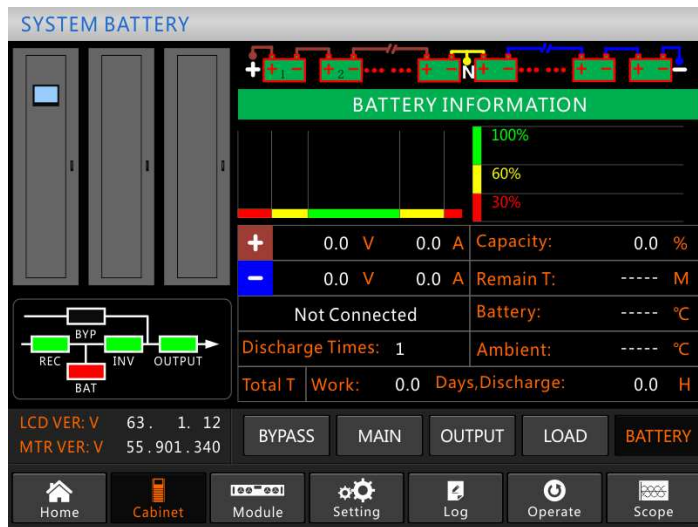 SYSTEM BATTERY
+ + 1 - + 2 - + - N + - + - + - -
BATTERY INFORMATION
100%
60%
30%
+ 0.0 V 0.0 A Capacity: 0.0 %
- 0.0 V 0.0 A Remain T: ----- M
Not Connected Battery: ----- ℃
Discharge Times: 1 Ambient: ----- ℃
Total T Work: 0.0 Days,Discharge: 0.0 H
BYP
REC INV OUTPUT
BAT
LCD VER: V 63. 1. 12
MTR VER: V 55.901.340
BYPASS MAIN OUTPUT LOAD BATTERY
Home Cabinet Module Setting Log Operate Scope